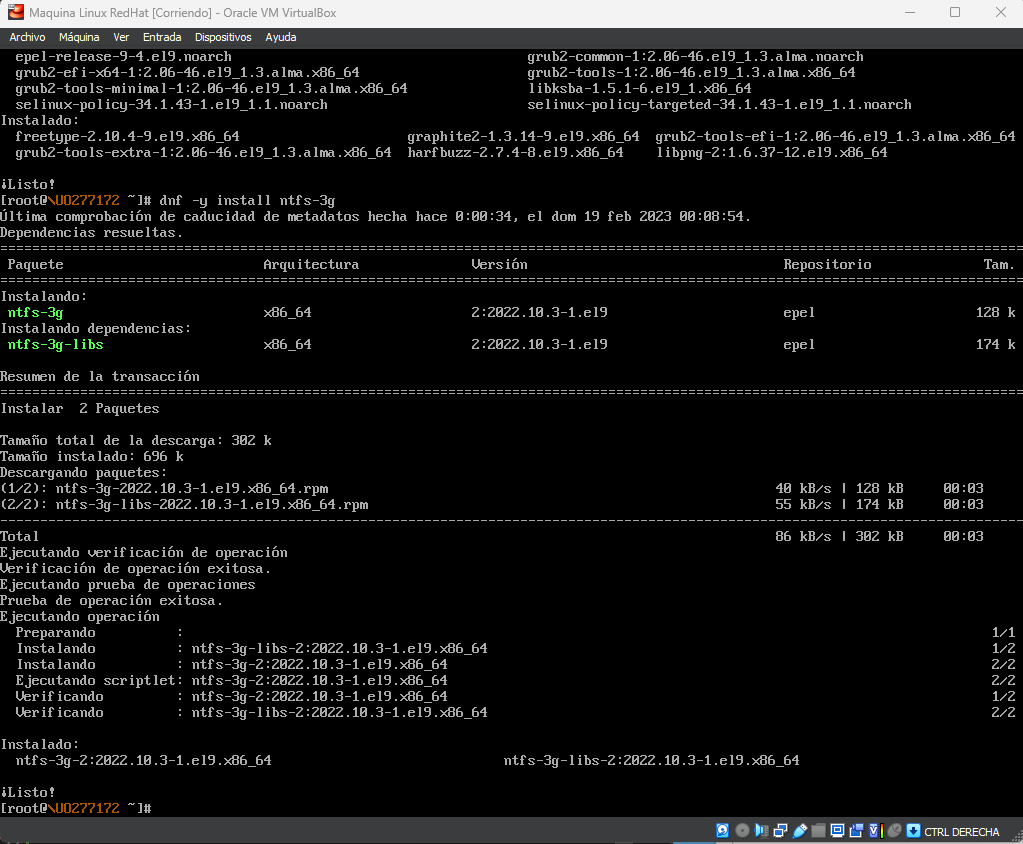 Maquina Linux RedHat [Corriendo] - Oracle VM VirtualBox
Archivo Máquina Ver Entrada Dispositivos Ayuda
epel-release-9-4.el9.noarch grub2-common-1:2.06-46.el9_1.3.alma.noarch
grub2-efi-x64-1:2.06-46.el9_1.3.alma.x86_64 grub2-tools-1:2.06-46.el9_1.3.alma.x86_64
grub2-tools-minimal-1:2.06-46.el9_1.3.alma.x86_64 libksba-1.5.1-6.el9_1.x86_64
selinux-policy-34.1.43-1.el9_1.1.noarch selinux-policy-targeted-34.1.43-1.el9_1.1.noarch
Instalado:
freetype-2.10.4-9.el9.x86_64 graphite2-1.3.14-9.el9.x86_64 grub2-tools-efi-1:2.06-46.el9_1.3.alma.x86_64
grub2-tools-extra-1:2.06-46.el9_1.3.alma.x86_64 harfbuzz-2.7.4-8.el9.x86_64 libpng-2:1.6.37-12.el9.x86_64
¡Listo!
[root@\UO277172 ~]# dnf -y install ntfs-3g
Última comprobación de caducidad de metadatos hecha hace 0:00:34, el dom 19 feb 2023 00:08:54.
Dependencias resueltas.
================================================================================
Paquete Arquitectura Versión Repositorio Tam.
================================================================================
Instalando:
ntfs-3g x86_64 2:2022.10.3-1.el9 epel 128 k
Instalando dependencias:
ntfs-3g-libs x86_64 2:2022.10.3-1.el9 epel 174 k
Resumen de la transacción
================================================================================
Instalar 2 Paquetes
Tamaño total de la descarga: 302 k
Tamaño instalado: 696 k
Descargando paquetes:
(1/2): ntfs-3g-2022.10.3-1.el9.x86_64.rpm 40 kB/s | 128 kB 00:03
(2/2): ntfs-3g-libs-2022.10.3-1.el9.x86_64.rpm 55 kB/s | 174 kB 00:03
--------------------------------------------------------------------------------
Total 86 kB/s | 302 kB 00:03
Ejecutando verificación de operación
Verificación de operación exitosa.
Ejecutando prueba de operaciones
Prueba de operación exitosa.
Ejecutando operación
Preparando : 1/1
Instalando : ntfs-3g-libs-2:2022.10.3-1.el9.x86_64 1/2
Instalando : ntfs-3g-2:2022.10.3-1.el9.x86_64 2/2
Ejecutando scriptlet: ntfs-3g-2:2022.10.3-1.el9.x86_64 2/2
Verificando : ntfs-3g-2:2022.10.3-1.el9.x86_64 1/2
Verificando : ntfs-3g-libs-2:2022.10.3-1.el9.x86_64 2/2
Instalado:
ntfs-3g-2:2022.10.3-1.el9.x86_64 ntfs-3g-libs-2:2022.10.3-1.el9.x86_64
¡Listo!
[root@\UO277172 ~]#
CTRL DERECHA